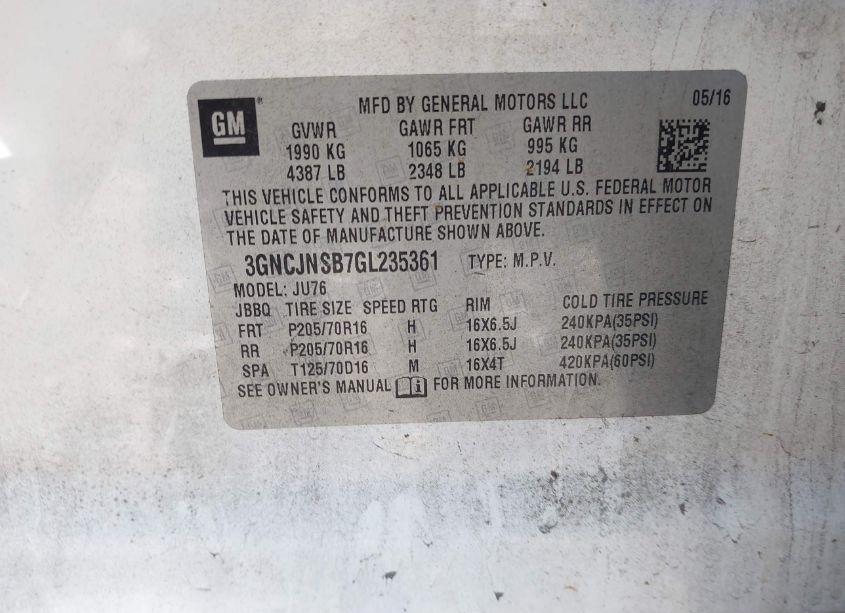 GM
MFD BY GENERAL MOTORS LLC 05/16
GVWR GAWR FRT GAWR RR
1990 KG 1065 KG 995 KG
4387 LB 2348 LB 2194 LB
THIS VEHICLE CONFORMS TO ALL APPLICABLE U.S. FEDERAL MOTOR
VEHICLE SAFETY AND THEFT PREVENTION STANDARDS IN EFFECT ON
THE DATE OF MANUFACTURE SHOWN ABOVE.
3GNCJNSB7GL235361 TYPE: M.P.V.
MODEL: JU76
JBBQ TIRE SIZE SPEED RTG RIM COLD TIRE PRESSURE
FRT P205/70R16 H 16X6.5J 240KPA(35PSI)
RR P205/70R16 H 16X6.5J 240KPA(35PSI)
SPA T125/70D16 M 16X4T 420KPA(60PSI)
SEE OWNER'S MANUAL FOR MORE INFORMATION.